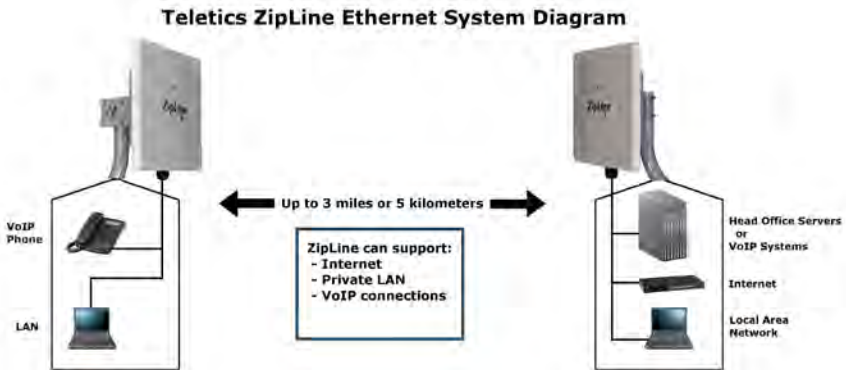 Teletics ZipLine Ethernet System Diagram
ZipLine
ZipLine
Up to 3 miles or 5 kilometers
VoIP
Phone
LAN
ZipLine can support:
- Internet
- Private LAN
- VoIP connections
Head Office Servers
or
VoIP Systems
Internet
Local Area
Network